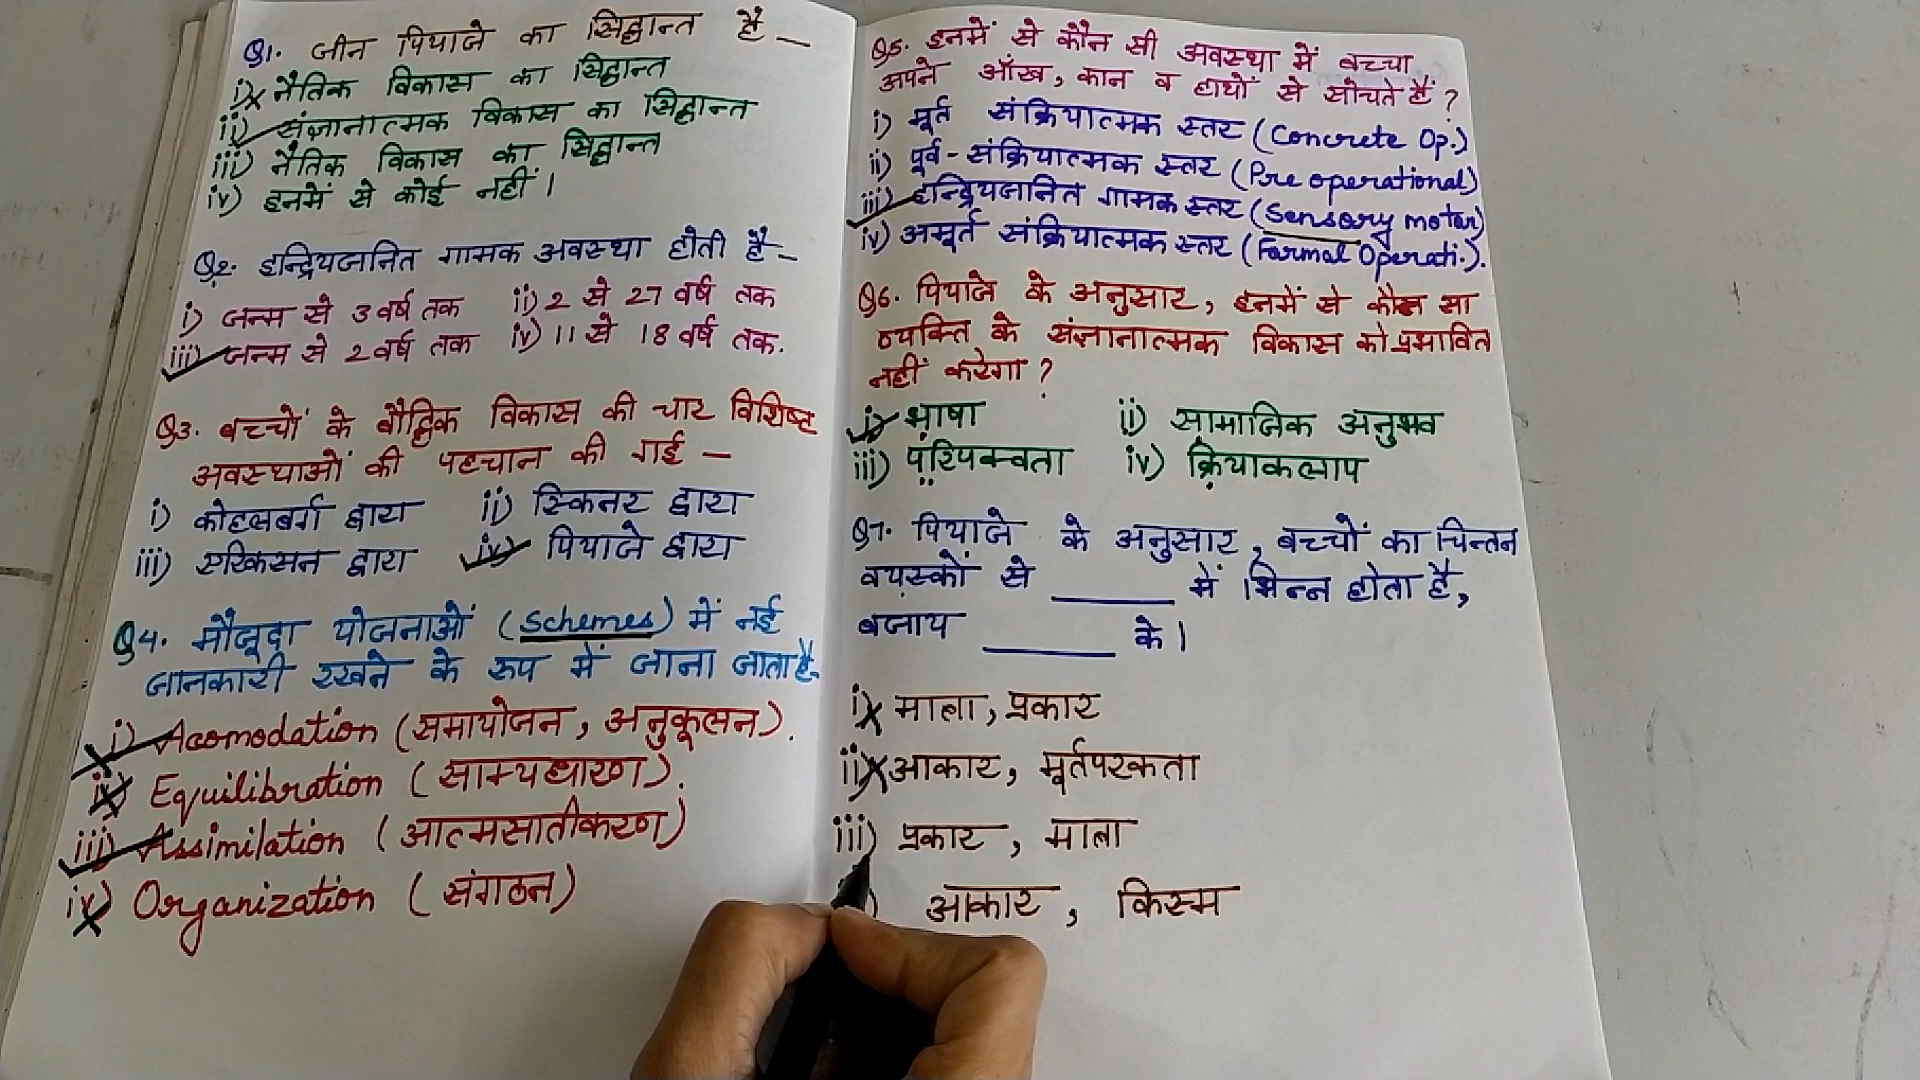 Q1. जीन पियाजे का सिद्धान्त है —
i) नैतिक विकास का सिद्धान्त
ii) संज्ञानात्मक विकास का सिद्धान्त
iii) नैतिक विकास का सिद्धान्त
iv) इनमें से कोई नहीं।
Q2. इन्द्रियजनित गामक अवस्था होती है —
i) जन्म से 3 वर्ष तक ii) 2 से 27 वर्ष तक
iii) जन्म से 2 वर्ष तक iv) 11 से 18 वर्ष तक.
Q3. बच्चों के बौद्धिक विकास की चार विशिष्ट
अवस्थाओं की पहचान की गई —
i) कोहलबर्ग द्वारा ii) स्किनर द्वारा
iii) एरिकसन द्वारा iv) पियाजे द्वारा
Q4. मौजूदा योजनाओं (Schemes) में नई
जानकारी रखने के रूप में जाना जाता है-
i) Acomodation (समायोजन, अनुकूलन).
ii) Equilibration (साम्यधारण).
iii) Assimilation (आत्मसातीकरण)
iv) Organization (संगठन)
Q5. इनमें से कौन सी अवस्था में बच्चा
अपने आँख, कान व हाथों से सोचते हैं?
i) मूर्त संक्रियात्मक स्तर (Concrete Op.)
ii) पूर्व-संक्रियात्मक स्तर (Pre operational)
iii) इन्द्रियजनित गामक स्तर (Sensory motor)
iv) अमूर्त संक्रियात्मक स्तर (Formal Operati.).
Q6. पियाजे के अनुसार, इनमें से कौन सा
व्यक्ति के संज्ञानात्मक विकास को प्रभावित
नहीं करेगा?
i) भाषा ii) सामाजिक अनुभव
iii) परिपक्वता iv) क्रियाकलाप
Q7. पियाजे के अनुसार, बच्चों का चिन्तन
वयस्कों से ______ में भिन्न होता है,
बजाय ______ के।
i) माला, प्रकार
ii) आकार, मूर्तपरकता
iii) प्रकार, माला
आकार, किस्म